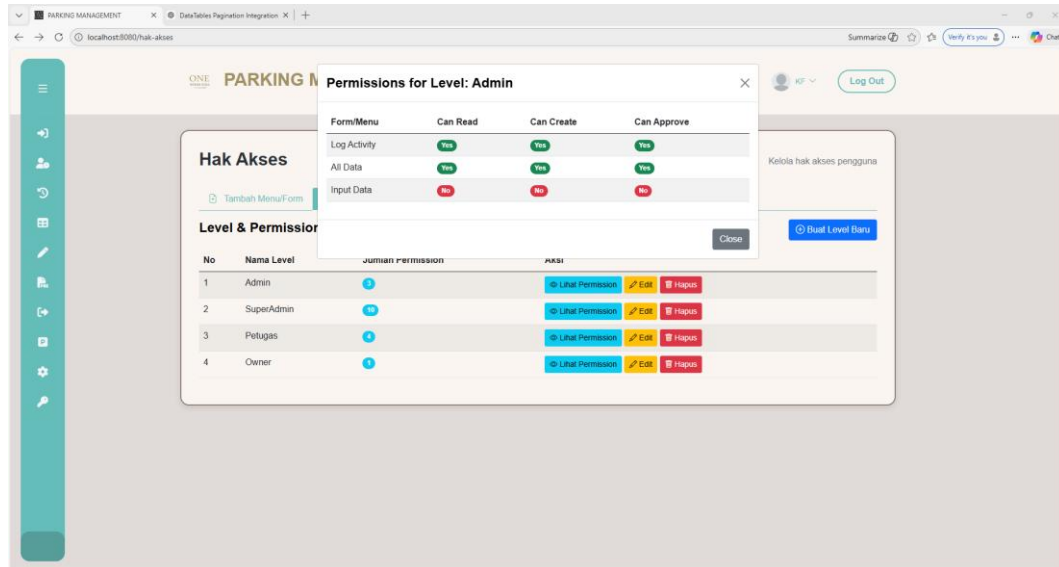 PARKING MANAGEMENT
DataTables Pagination Integration
localhost:8080/hak-akses
Summarize
Verify it's you
Chat
ONE
PARKING M
KF
Log Out
Permissions for Level: Admin
Form/Menu Can Read Can Create Can Approve
Log Activity Yes Yes Yes
All Data Yes Yes Yes
Input Data No No No
Close
Hak Akses
Kelola hak akses pengguna
Tambah Menu/Form
Level & Permission
Buat Level Baru
No Nama Level Jumlah Permission Aksi
1 Admin 3 Lihat Permission Edit Hapus
2 SuperAdmin 10 Lihat Permission Edit Hapus
3 Petugas 4 Lihat Permission Edit Hapus
4 Owner 1 Lihat Permission Edit Hapus